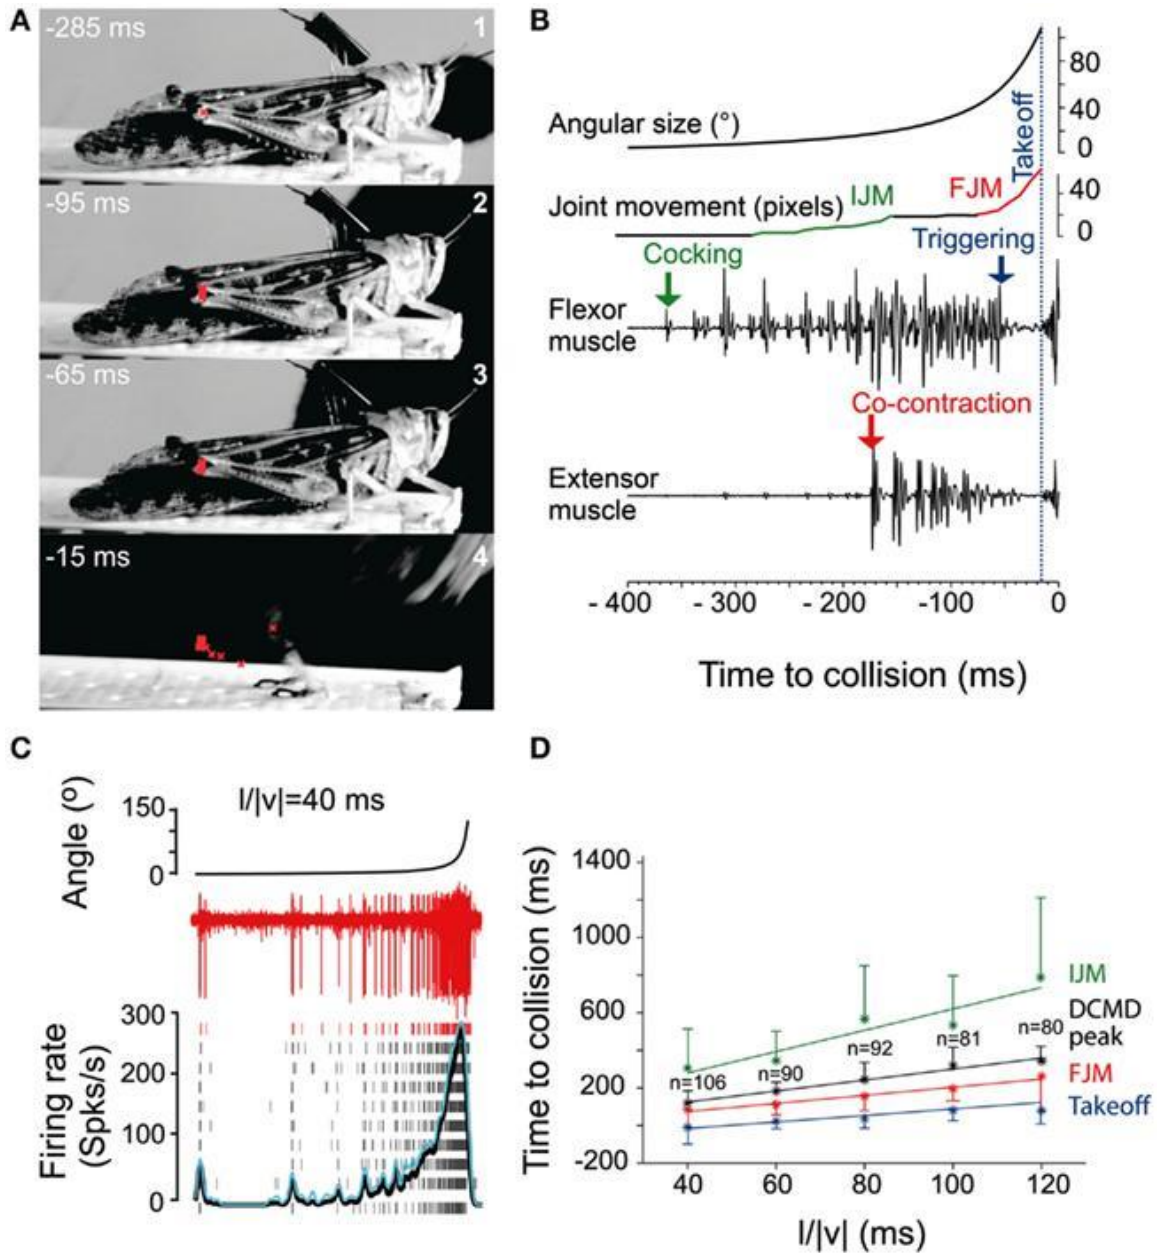 A
-285 ms
1
-95 ms
2
-65 ms
3
-15 ms
4
B
Angular size (°)
80
40
0
Takeoff
Joint movement (pixels)
IJM
FJM
40
0
Cocking
Triggering
Flexor
muscle
Co-contraction
Extensor
muscle
- 400
- 300
- 200
-100
0
Time to collision (ms)
C
l/|v|=40 ms
Angle (º)
150
0
Firing rate
(Spks/s)
300
200
100
0
D
Time to collision (ms)
1400
1000
600
200
-200
n=106
n=90
n=92
n=81
n=80
IJM
DCMD
peak
FJM
Takeoff
40
60
80
100
120
l/|v| (ms)